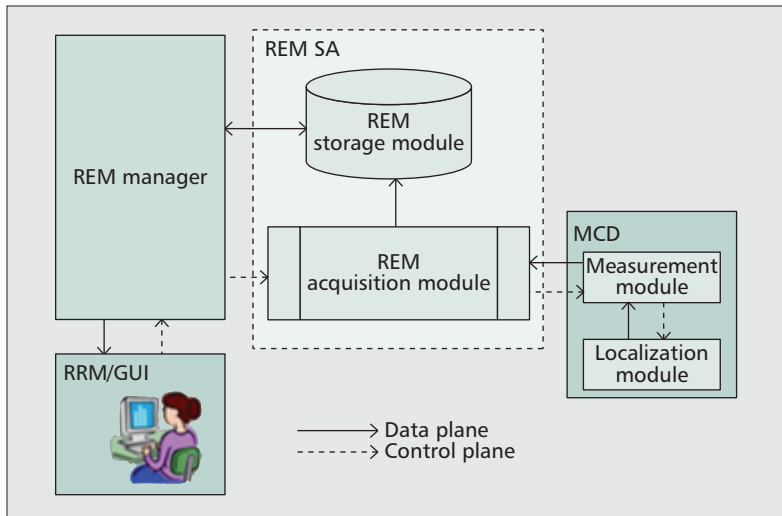 REM SA
REM
storage module
REM manager
REM
acquisition module
MCD
Measurement
module
Localization
module
RRM/GUI
Data plane
Control plane